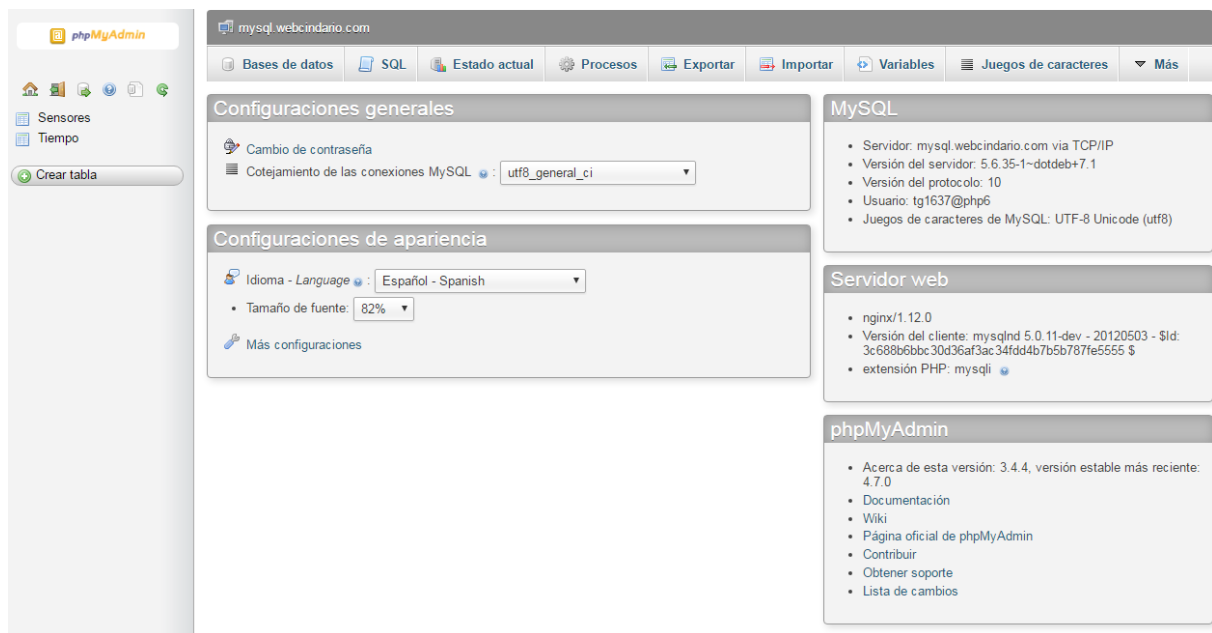 phpMyAdmin
Sensores
Tiempo
Crear tabla
mysql.webcindario.com
Bases de datos SQL Estado actual Procesos Exportar Importar Variables Juegos de caracteres Más
Configuraciones generales
Cambio de contraseña
Cotejamiento de las conexiones MySQL : utf8_general_ci
Configuraciones de apariencia
Idioma - Language : Español - Spanish
Tamaño de fuente: 82%
Más configuraciones
MySQL
Servidor: mysql.webcindario.com via TCP/IP
Versión del servidor: 5.6.35-1~dotdeb+7.1
Versión del protocolo: 10
Usuario: tg1637@php6
Juegos de caracteres de MySQL: UTF-8 Unicode (utf8)
Servidor web
nginx/1.12.0
Versión del cliente: mysqlnd 5.0.11-dev - 20120503 - $Id:
3c688b6bbc30d36af3ac34fdd4b7b5b787fe5555 $
extensión PHP: mysqli
phpMyAdmin
Acerca de esta versión: 3.4.4, versión estable más reciente:
4.7.0
Documentación
Wiki
Página oficial de phpMyAdmin
Contribuir
Obtener soporte
Lista de cambios